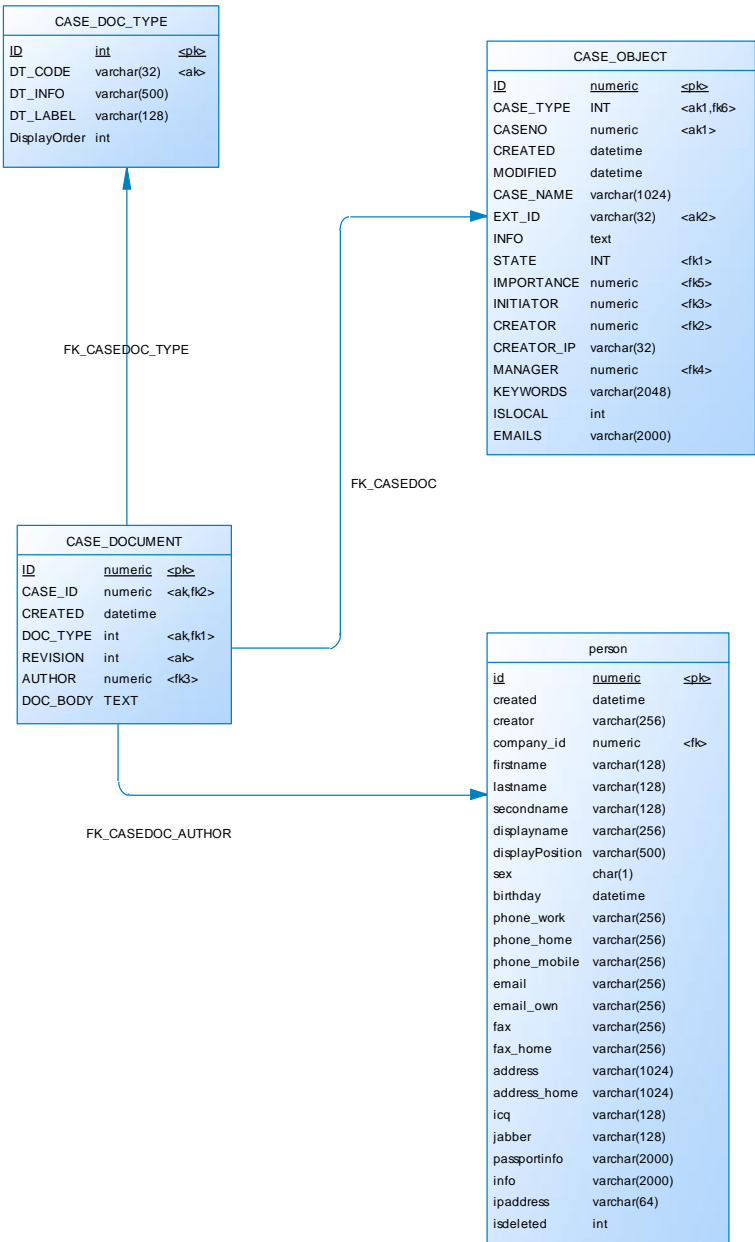 CASE_DOC_TYPE
ID int <pk>
DT_CODE varchar(32) <ak>
DT_INFO varchar(500)
DT_LABEL varchar(128)
DisplayOrder int
CASE_OBJECT
ID numeric <pk>
CASE_TYPE INT <ak1,fk6>
CASENO numeric <ak1>
CREATED datetime
MODIFIED datetime
CASE_NAME varchar(1024)
EXT_ID varchar(32) <ak2>
INFO text
STATE INT <fk1>
IMPORTANCE numeric <fk5>
INITIATOR numeric <fk3>
CREATOR numeric <fk2>
CREATOR_IP varchar(32)
MANAGER numeric <fk4>
KEYWORDS varchar(2048)
ISLOCAL int
EMAILS varchar(2000)
FK_CASEDOC_TYPE
FK_CASEDOC
CASE_DOCUMENT
ID numeric <pk>
CASE_ID numeric <ak,fk2>
CREATED datetime
DOC_TYPE int <ak,fk1>
REVISION int <ak>
AUTHOR numeric <fk3>
DOC_BODY TEXT
FK_CASEDOC_AUTHOR
person
id numeric <pk>
created datetime
creator varchar(256)
company_id numeric <fk>
firstname varchar(128)
lastname varchar(128)
secondname varchar(128)
displayname varchar(256)
displayPosition varchar(500)
sex char(1)
birthday datetime
phone_work varchar(256)
phone_home varchar(256)
phone_mobile varchar(256)
email varchar(256)
email_own varchar(256)
fax varchar(256)
fax_home varchar(256)
address varchar(1024)
address_home varchar(1024)
icq varchar(128)
jabber varchar(128)
passportinfo varchar(2000)
info varchar(2000)
ipaddress varchar(64)
isdeleted int